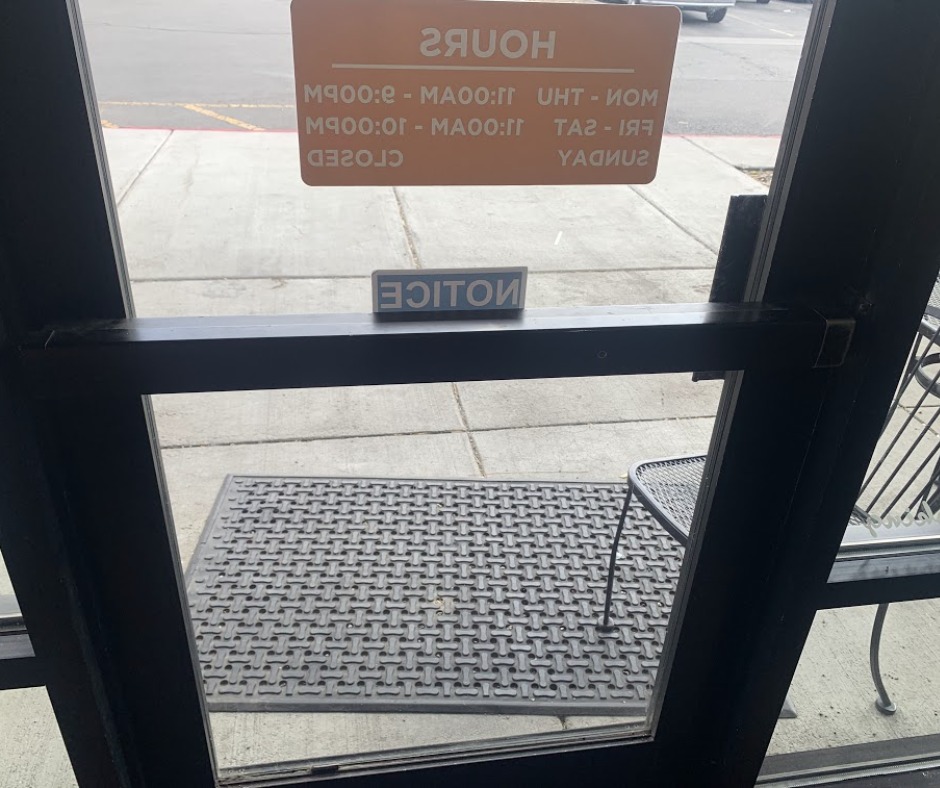 HOURS
MON - THU 11:00AM - 9:00PM
FRI - SAT 11:00AM - 10:00PM
SUNDAY CLOSED
NOTICE